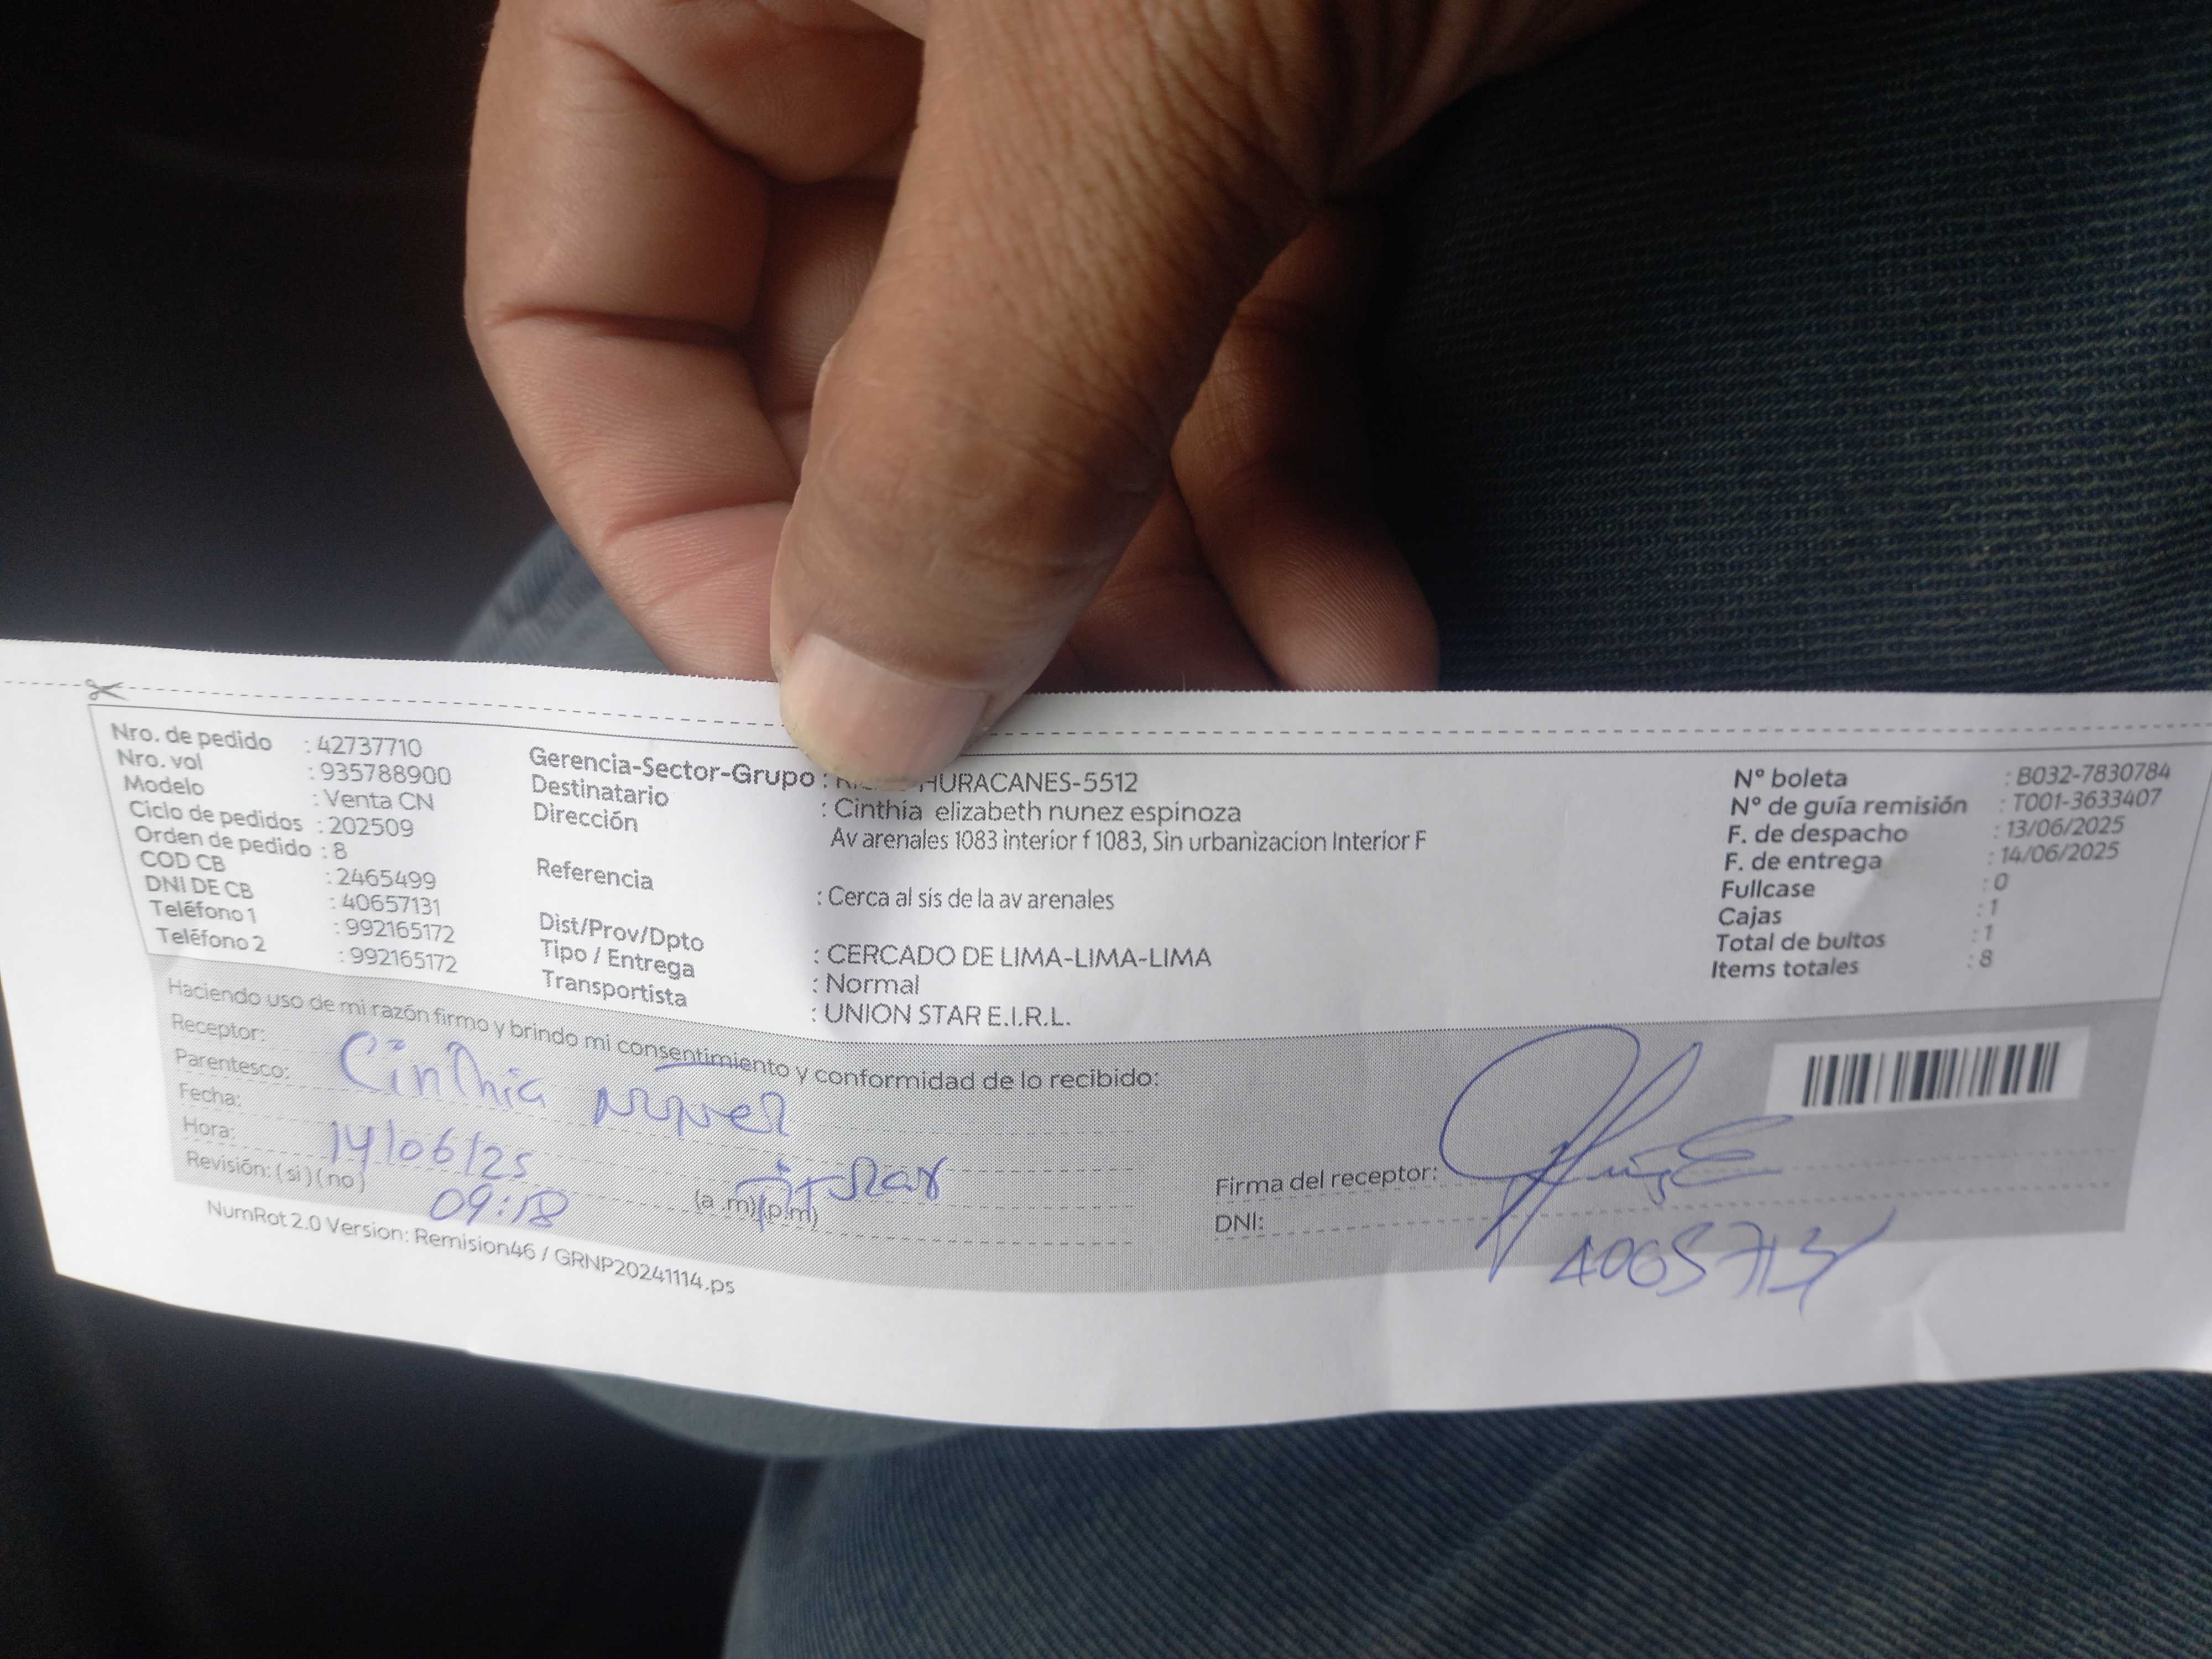 Nro. de pedido : 42737710
Nro. vol : 935788900
Modelo : Venta CN
Ciclo de pedidos : 202509
Orden de pedido : 8
COD CB : 2465499
DNI DE CB : 40657131
Teléfono 1 : 992165172
Teléfono 2 : 992165172
Gerencia-Sector-Grupo : HURACANES-5512
Destinatario : Cinthia elizabeth nunez espinoza
Dirección : Av arenales 1083 interior f 1083, Sin urbanizacion Interior F
Referencia : Cerca al sis de la av arenales
Dist/Prov/Dpto : CERCADO DE LIMA-LIMA-LIMA
Tipo / Entrega : Normal
Transportista : UNION STAR E.I.R.L.
Nº boleta : B032-7830784
Nº de guía remisión : T001-3633407
F. de despacho : 13/06/2025
F. de entrega : 14/06/2025
Fullcase : 0
Cajas : 1
Total de bultos : 1
Items totales : 8
Haciendo uso de mi razón firmo y brindo mi consentimiento y conformidad de lo recibido:
Receptor: Cinthia Nuñez
Parentesco: titular
Fecha: 14/06/25
Hora: 09:18 (a .m)(p.m)
Revisión: (si)(no)
Firma del receptor:
DNI: 40657131
NumRot 2.0 Version: Remision46 / GRNP20241114.ps